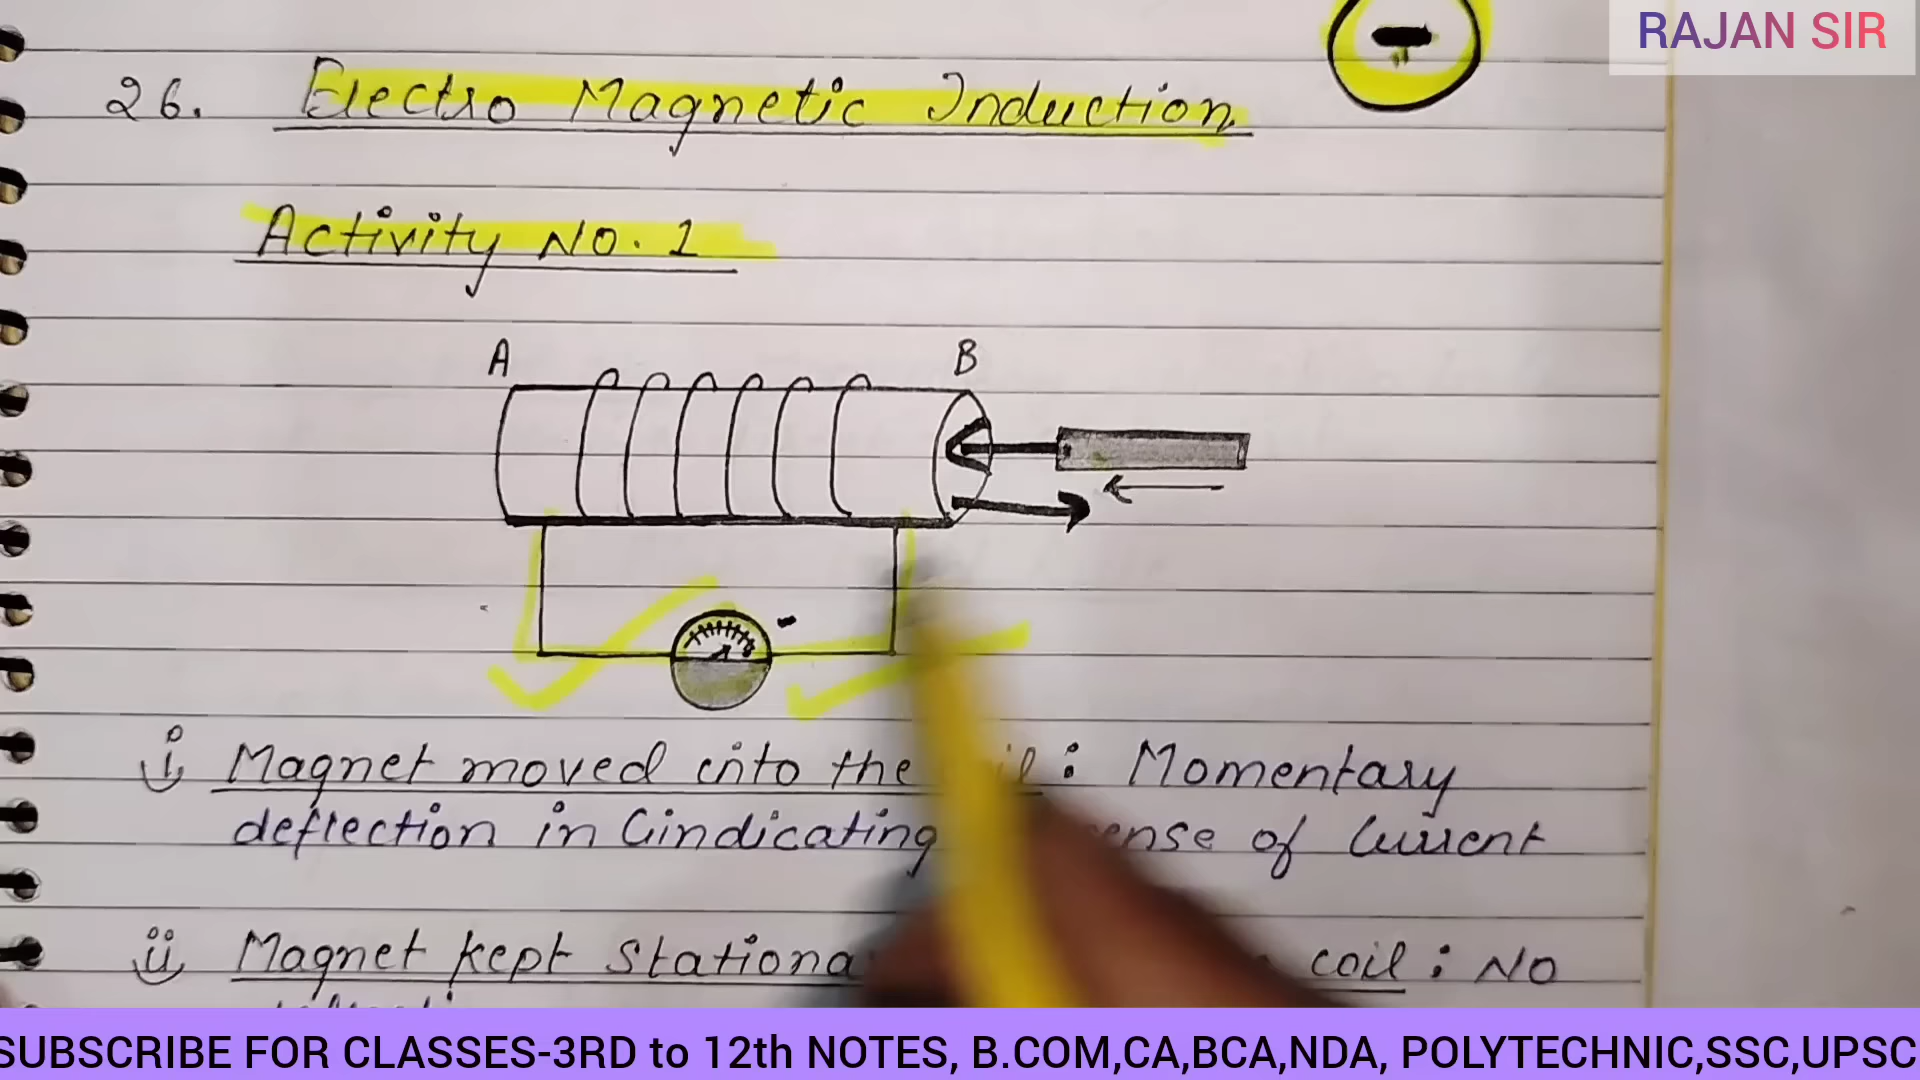 RAJAN SIR
26. Electro Magnetic Induction
Activity No. 1
A B
i) Magnet moved into the : Momentary
deflection in G indicating of Current
ii) Magnet kept coil : No
SUBSCRIBE FOR CLASSES-3RD to 12th NOTES, B.COM,CA,BCA,NDA, POLYTECHNIC,SSC,UPSC